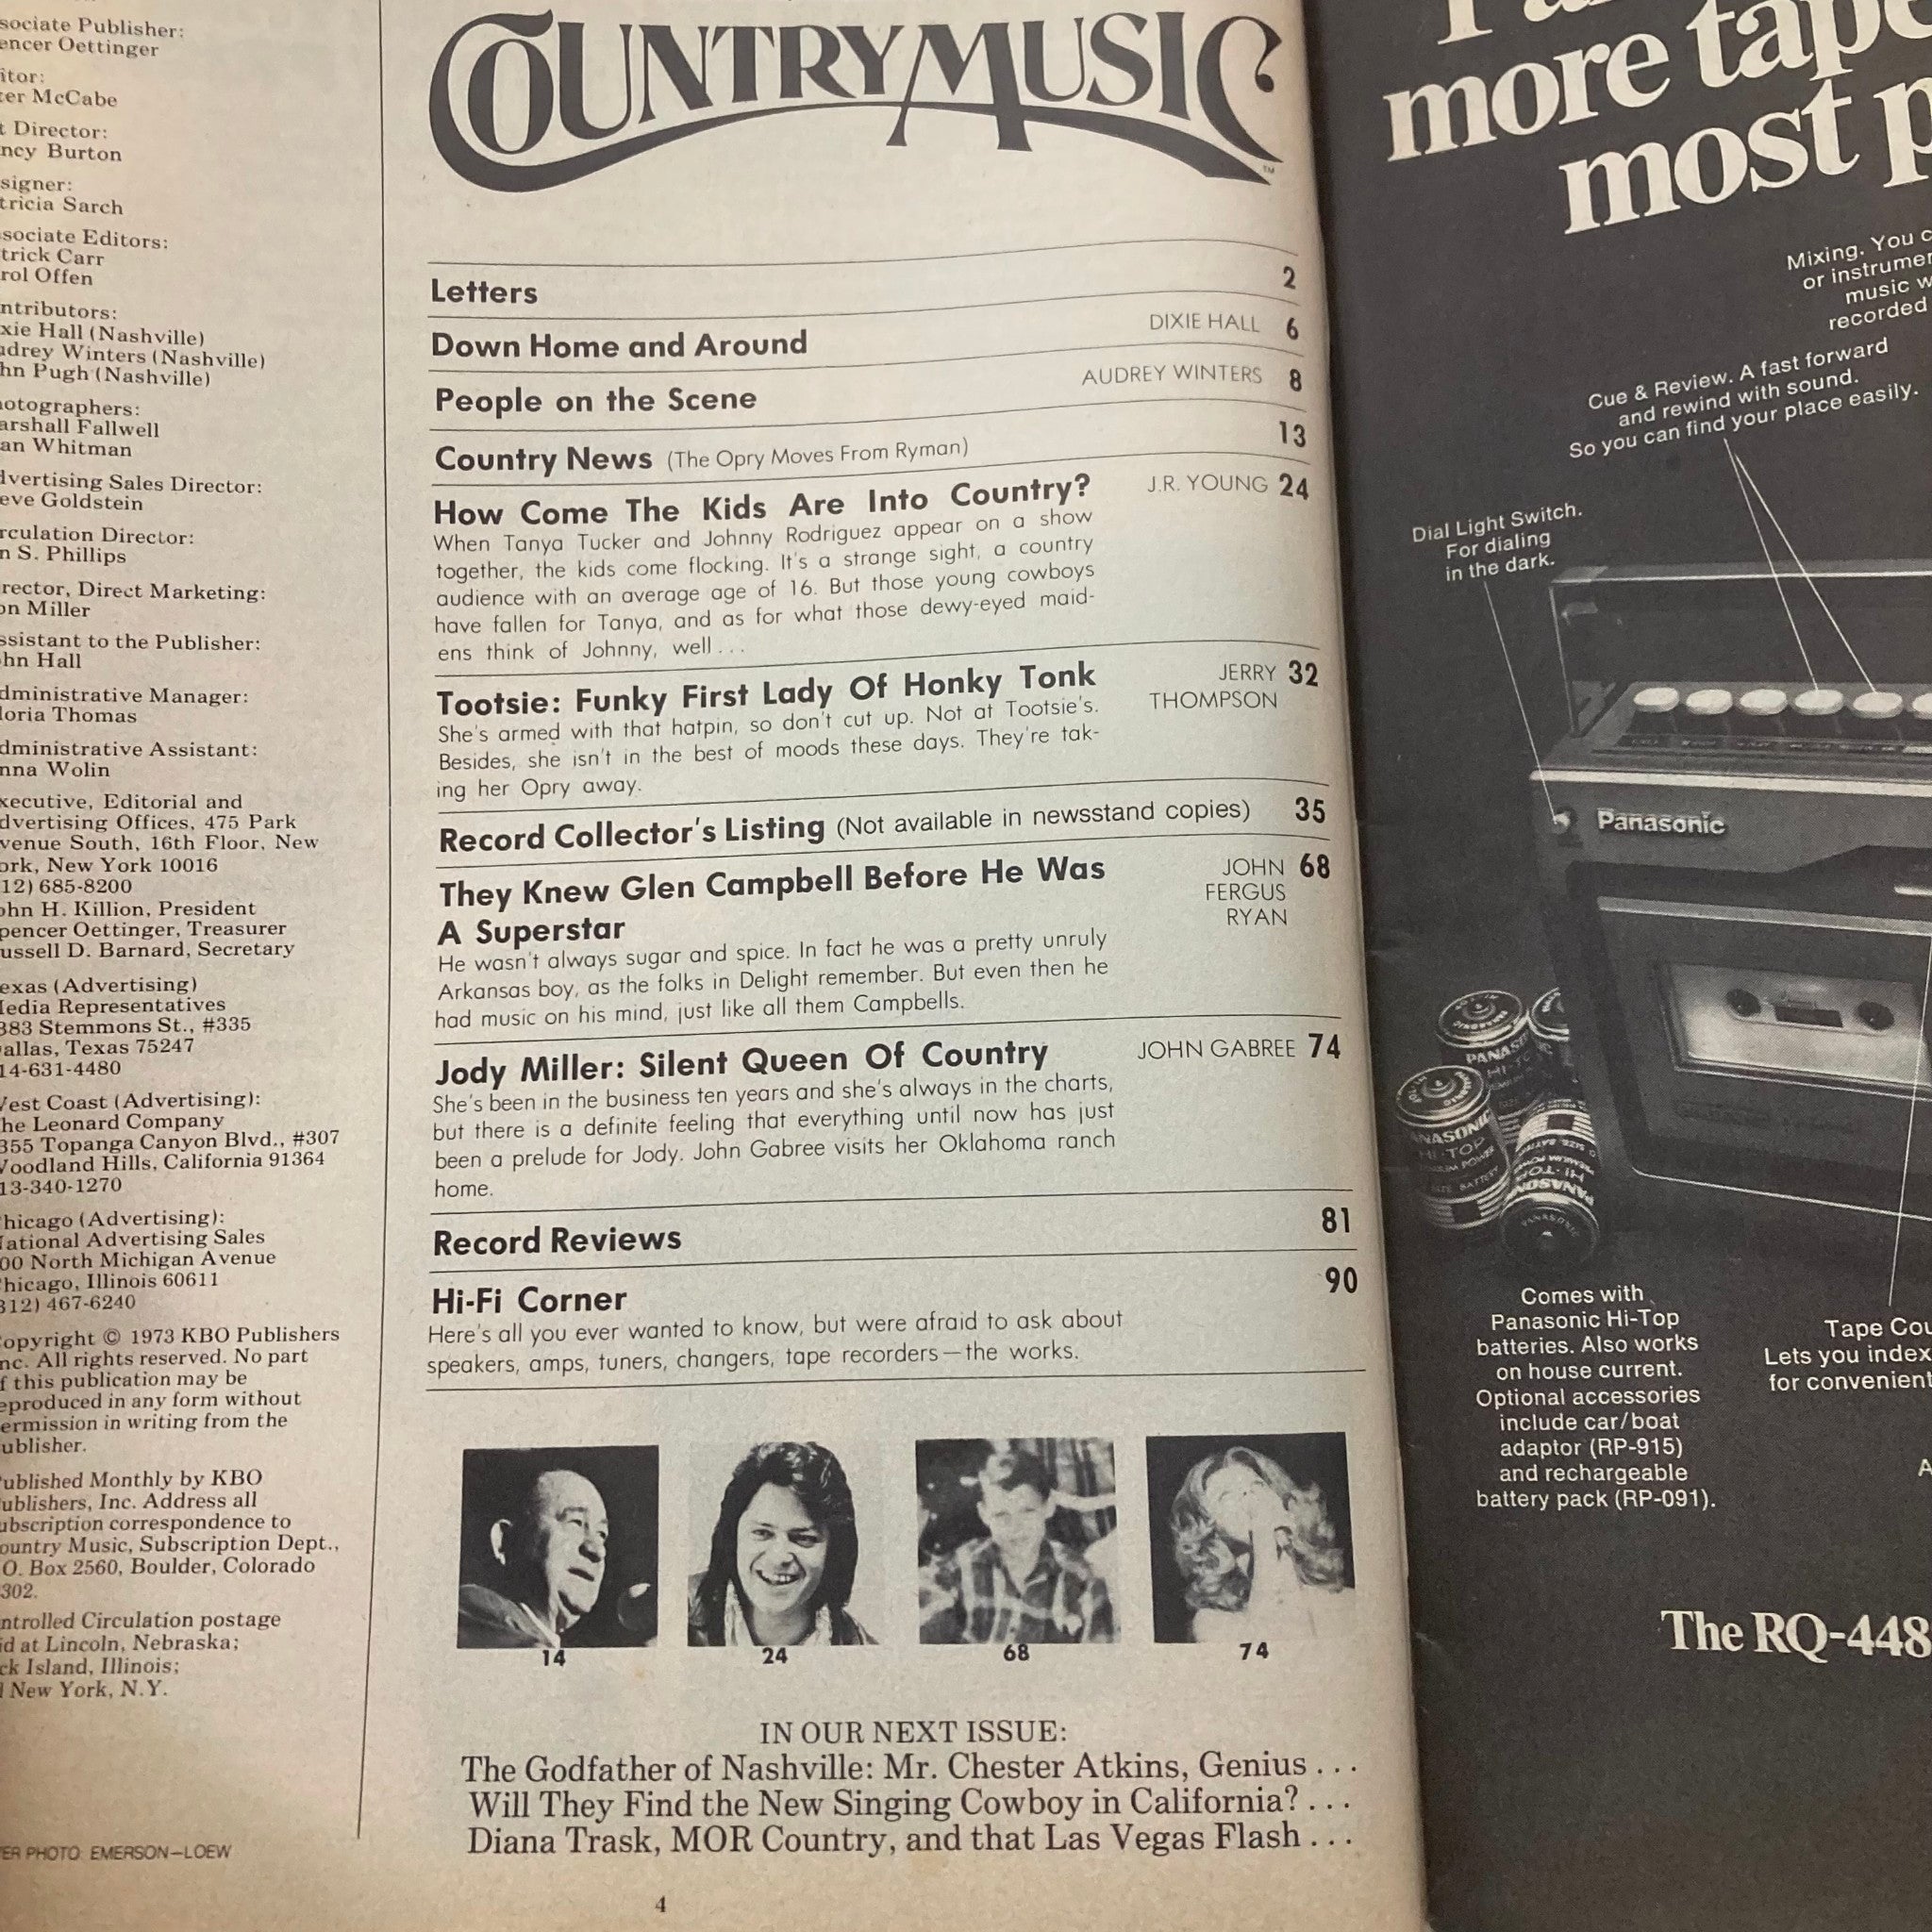 sociate Publisher:
encer Oettinger
itor:
ter McCabe
t Director:
ncy Burton
signer:
tricia Sarch
sociate Editors:
trick Carr
rol Offen
ntributors:
xie Hall (Nashville)
udrey Winters (Nashville)
hn Pugh (Nashville)
otographers:
arshall Fallwell
an Whitman
dvertising Sales Director:
eve Goldstein
rculation Director:
n S. Phillips
rector, Direct Marketing:
on Miller
ssistant to the Publisher:
hn Hall
dministrative Manager:
loria Thomas
dministrative Assistant:
nna Wolin
xecutive, Editorial and
dvertising Offices, 475 Park
venue South, 16th Floor, New
ork, New York 10016
12) 685-8200
ohn H. Killion, President
pencer Oettinger, Treasurer
ussell D. Barnard, Secretary
exas (Advertising)
Media Representatives
383 Stemmons St., #335
allas, Texas 75247
14-631-4480
West Coast (Advertising):
he Leonard Company
355 Topanga Canyon Blvd., #307
Woodland Hills, California 91364
13-340-1270
hicago (Advertising):
National Advertising Sales
00 North Michigan Avenue
hicago, Illinois 60611
312) 467-6240
opyright © 1973 KBO Publishers
nc. All rights reserved. No part
f this publication may be
eproduced in any form without
ermission in writing from the
ublisher.
ublished Monthly by KBO
ublishers, Inc. Address all
ubscription correspondence to
ountry Music, Subscription Dept.,
.O. Box 2560, Boulder, Colorado
302.
ntrolled Circulation postage
id at Lincoln, Nebraska;
ck Island, Illinois;
New York, N.Y.
ER PHOTO: EMERSON—LOEW
COUNTRY MUSIC
TM
Letters 2
Down Home and Around DIXIE HALL 6
People on the Scene AUDREY WINTERS 8
Country News (The Opry Moves From Ryman) 13
How Come The Kids Are Into Country? J.R. YOUNG 24
When Tanya Tucker and Johnny Rodriguez appear on a show
together, the kids come flocking. It's a strange sight, a country
audience with an average age of 16. But those young cowboys
have fallen for Tanya, and as for what those dewy-eyed maid-
ens think of Johnny, well . . .
Tootsie: Funky First Lady Of Honky Tonk JERRY THOMPSON 32
She's armed with that hatpin, so don't cut up. Not at Tootsie's.
Besides, she isn't in the best of moods these days. They're tak-
ing her Opry away.
Record Collector's Listing (Not available in newsstand copies) 35
They Knew Glen Campbell Before He Was JOHN FERGUS RYAN 68
A Superstar
He wasn't always sugar and spice. In fact he was a pretty unruly
Arkansas boy, as the folks in Delight remember. But even then he
had music on his mind, just like all them Campbells.
Jody Miller: Silent Queen Of Country JOHN GABREE 74
She's been in the business ten years and she's always in the charts,
but there is a definite feeling that everything until now has just
been a prelude for Jody. John Gabree visits her Oklahoma ranch
home.
Record Reviews 81
Hi-Fi Corner 90
Here's all you ever wanted to know, but were afraid to ask about
speakers, amps, tuners, changers, tape recorders—the works.
14 24 68 74
IN OUR NEXT ISSUE:
The Godfather of Nashville: Mr. Chester Atkins, Genius . . .
Will They Find the New Singing Cowboy in California? . . .
Diana Trask, MOR Country, and that Las Vegas Flash . . .
4
more tape
most p
Mixing. You c
or instrumen
music w
recorded
Cue & Review. A fast forward
and rewind with sound.
So you can find your place easily.
Dial Light Switch.
For dialing
in the dark.
Panasonic
PANASONIC
HI-TOP
PANASONIC
HI-TOP
PANASONIC
Comes with
Panasonic Hi-Top
batteries. Also works
on house current.
Optional accessories
include car/boat
adaptor (RP-915)
and rechargeable
battery pack (RP-091).
Tape Cou
Lets you index
for convenient
A
The RQ-448